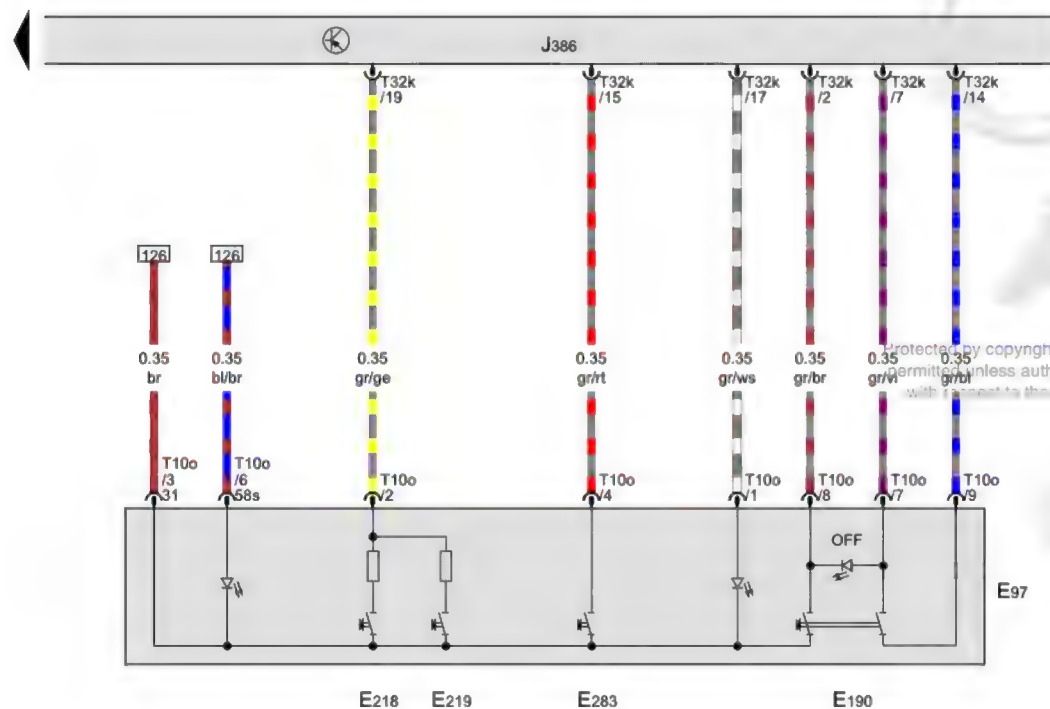 J386
T32k T32k T32k T32k T32k T32k
/19 /15 /17 /2 /7 /14
126 126
0.35 0.35 0.35 0.35 0.35 0.35 0.35 0.35
br bl/br gr/ge gr/rt gr/ws gr/br gr/vi gr/bl
Protected by copyrigh
permitted unless auth
with respect to the
T10o T10o T10o T10o T10o T10o T10o T10o
/3 /6 /2 /4 /1 /8 /7 /9
31 58s
OFF
E97
E218 E219 E283 E190